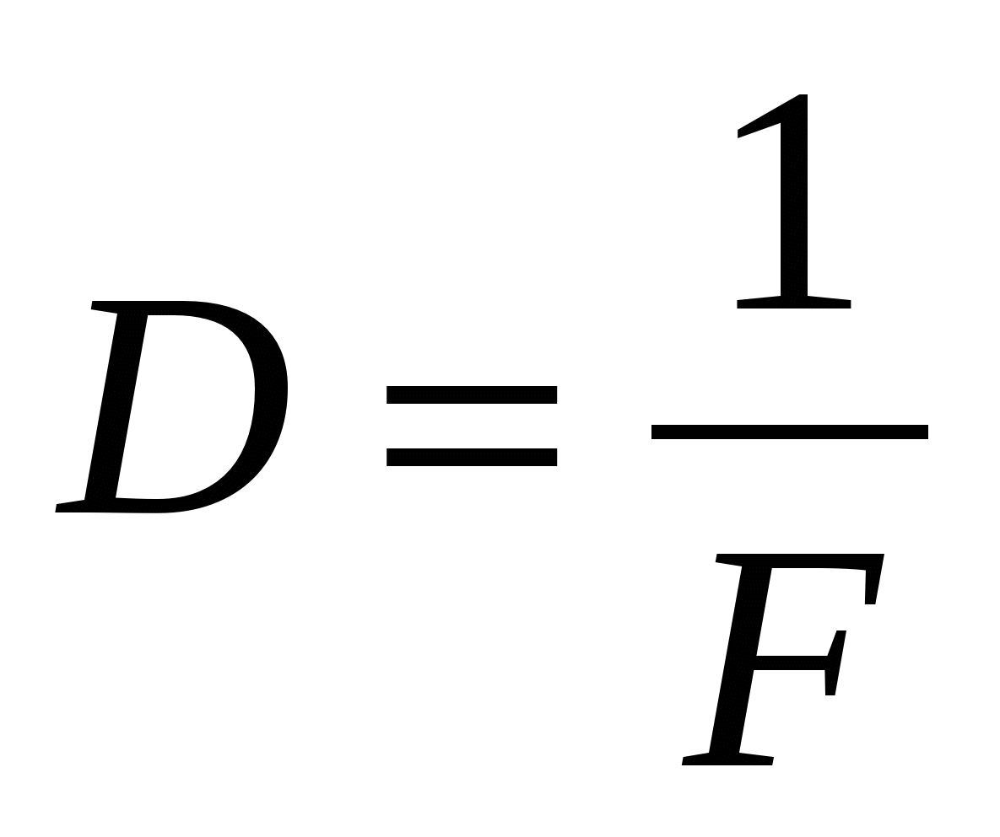 D = 1/F